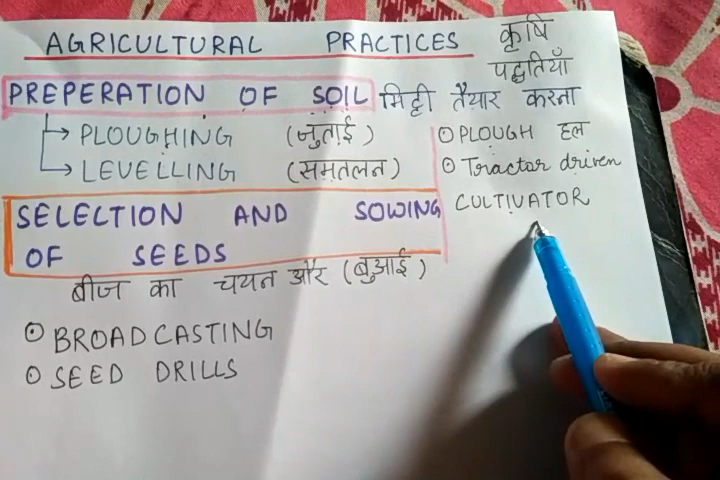 AGRICULTURAL PRACTICES कृषि
पद्धतियाँ
PREPERATION OF SOIL मिट्टी तैयार करना
PLOUGHING (जुताई)
LEVELLING (समतलन)
PLOUGH हल
Tractor driven
CULTIVATOR
SELECTION AND SOWING
OF SEEDS
बीज का चयन और (बुआई)
BROADCASTING
SEED DRILLS